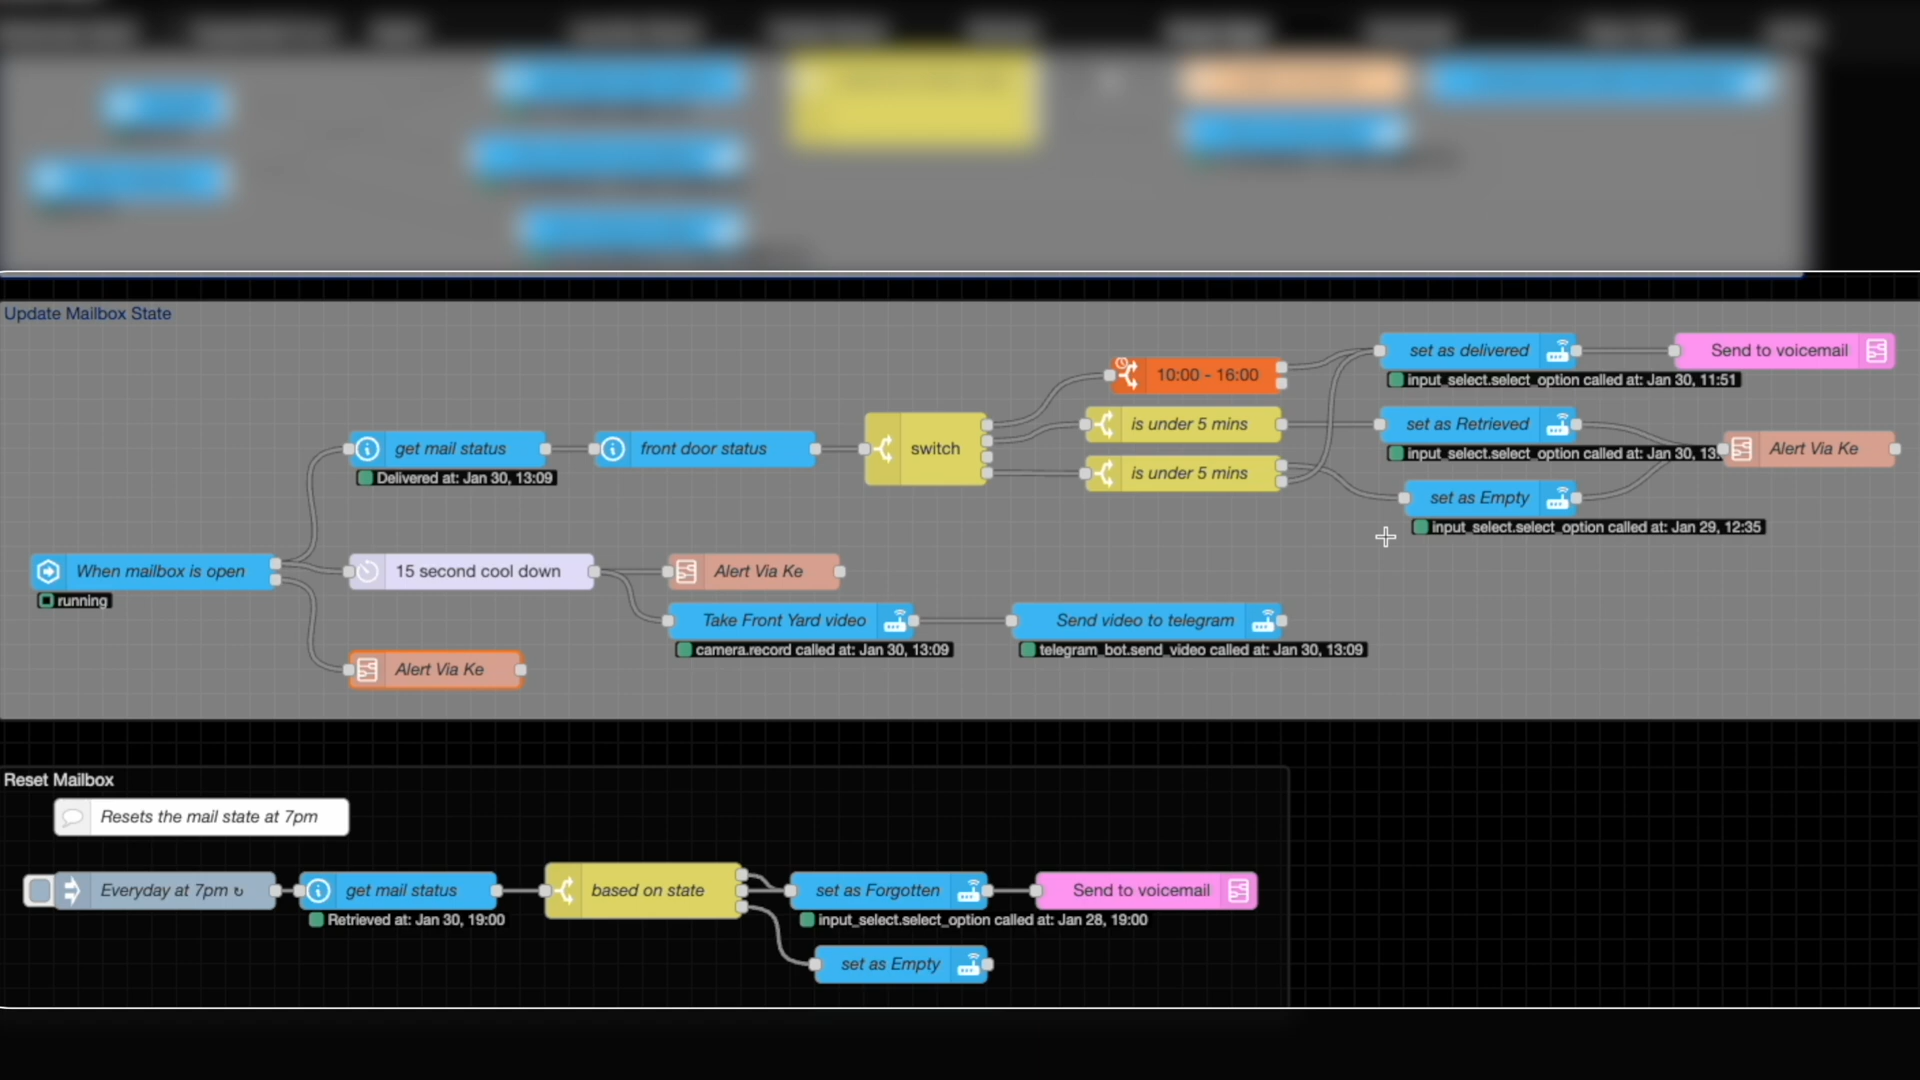 Update Mailbox State
set as delivered
Send to voicemail
input_select.select_option called at: Jan 30, 11:51
10:00 - 16:00
is under 5 mins
set as Retrieved
input_select.select_option called at: Jan 30, 13:
get mail status
Delivered at: Jan 30, 13:09
front door status
switch
Alert Via Ke
is under 5 mins
set as Empty
input_select.select_option called at: Jan 29, 12:35
When mailbox is open
running
15 second cool down
Alert Via Ke
Take Front Yard video
camera.record called at: Jan 30, 13:09
Send video to telegram
telegram_bot.send_video called at: Jan 30, 13:09
Alert Via Ke
Reset Mailbox
Resets the mail state at 7pm
Everyday at 7pm ↻
get mail status
Retrieved at: Jan 30, 19:00
based on state
set as Forgotten
input_select.select_option called at: Jan 28, 19:00
Send to voicemail
set as Empty